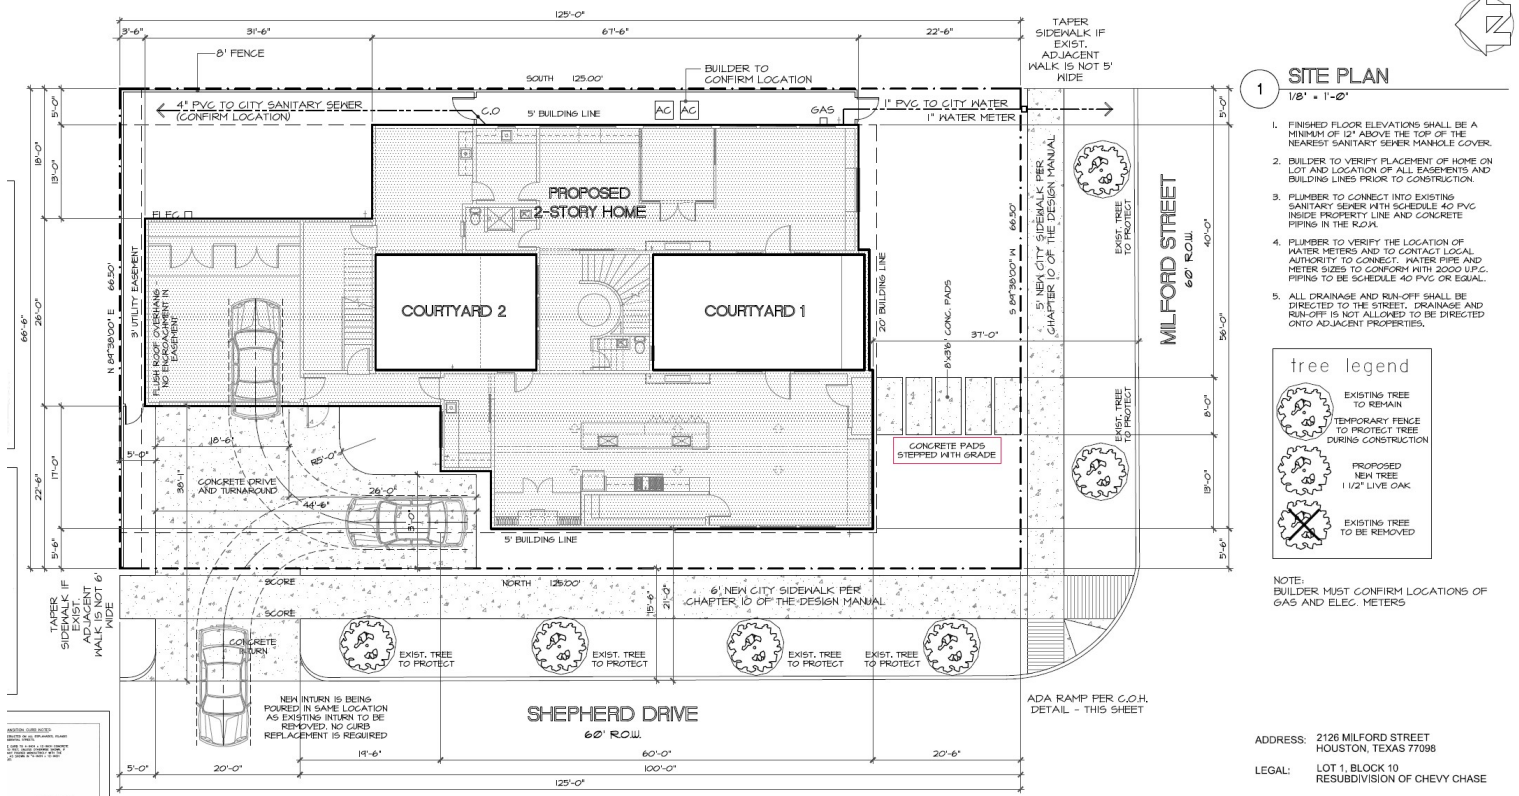 125'-0"
3'-6"
31'-6"
67'-6"
22'-6"
TAPER
SIDEWALK IF
EXIST.
ADJACENT
WALK IS NOT 5'
WIDE
8' FENCE
SOUTH 125.00'
BUILDER TO
CONFIRM LOCATION
4" PVC TO CITY SANITARY SEWER
(CONFIRM LOCATION)
C.O
5' BUILDING LINE
AC
AC
GAS
1" PVC TO CITY WATER
1" WATER METER
5'-0"
18'-0"
13'-0"
26'-0"
66'-6"
22'-6"
17'-0"
5'-6"
ELEC
PROPOSED
2-STORY HOME
COURTYARD 2
COURTYARD 1
N 89°38'00" E 66.50'
3' UTILITY EASEMENT
FLUSH ROOF OVERHANG -
NO ENCROACHMENT IN
EASEMENT
20' BUILDING LINE
8'x3'6" CONC. PADS
37'-0"
S 89°38'00" W 66.50'
5' NEW CITY SIDEWALK PER
CHAPTER 10 OF THE DESIGN MANUAL
EXIST. TREE
TO PROTECT
EXIST. TREE
TO PROTECT
MILFORD STREET
60' R.O.W.
5'-0"
40'-0"
56'-0"
8'-0"
13'-0"
5'-6"
CONCRETE PADS
STEPPED WITH GRADE
18'-6"
5'-0"
R5'-0"
38'-1"
CONCRETE DRIVE
AND TURNAROUND
26'-0"
44'-6"
5' BUILDING LINE
SCORE
NORTH 125.00'
SCORE
15'-6"
21'-0"
6' NEW CITY SIDEWALK PER
CHAPTER 10 OF THE DESIGN MANUAL
TAPER
SIDEWALK IF
EXIST.
ADJACENT
WALK IS NOT 6'
WIDE
CONCRETE
INTURN
EXIST. TREE
TO PROTECT
EXIST. TREE
TO PROTECT
EXIST. TREE
TO PROTECT
EXIST. TREE
TO PROTECT
NEW INTURN IS BEING
POURED IN SAME LOCATION
AS EXISTING INTURN TO BE
REMOVED. NO CURB
REPLACEMENT IS REQUIRED
SHEPHERD DRIVE
60' R.O.W.
ADA RAMP PER C.O.H.
DETAIL - THIS SHEET
19'-6"
60'-0"
20'-6"
5'-0"
20'-0"
100'-0"
125'-0"
1
SITE PLAN
1/8" = 1'-0"
1. FINISHED FLOOR ELEVATIONS SHALL BE A
MINIMUM OF 12" ABOVE THE TOP OF THE
NEAREST SANITARY SEWER MANHOLE COVER.
2. BUILDER TO VERIFY PLACEMENT OF HOME ON
LOT AND LOCATION OF ALL EASEMENTS AND
BUILDING LINES PRIOR TO CONSTRUCTION.
3. PLUMBER TO CONNECT INTO EXISTING
SANITARY SEWER WITH SCHEDULE 40 PVC
INSIDE PROPERTY LINE AND CONCRETE
PIPING IN THE R.O.W.
4. PLUMBER TO VERIFY THE LOCATION OF
WATER METERS AND TO CONTACT LOCAL
AUTHORITY TO CONNECT. WATER PIPE AND
METER SIZES TO CONFORM WITH 2000 U.P.C.
PIPING TO BE SCHEDULE 40 PVC OR EQUAL.
5. ALL DRAINAGE AND RUN-OFF SHALL BE
DIRECTED TO THE STREET. DRAINAGE AND
RUN-OFF IS NOT ALLOWED TO BE DIRECTED
ONTO ADJACENT PROPERTIES.
tree legend
EXISTING TREE
TO REMAIN
TEMPORARY FENCE
TO PROTECT TREE
DURING CONSTRUCTION
PROPOSED
NEW TREE
1 1/2" LIVE OAK
EXISTING TREE
TO BE REMOVED
NOTE:
BUILDER MUST CONFIRM LOCATIONS OF
GAS AND ELEC. METERS
ADDRESS: 2126 MILFORD STREET
HOUSTON, TEXAS 77098
LEGAL: LOT 1, BLOCK 10
RESUBDIVISION OF CHEVY CHASE